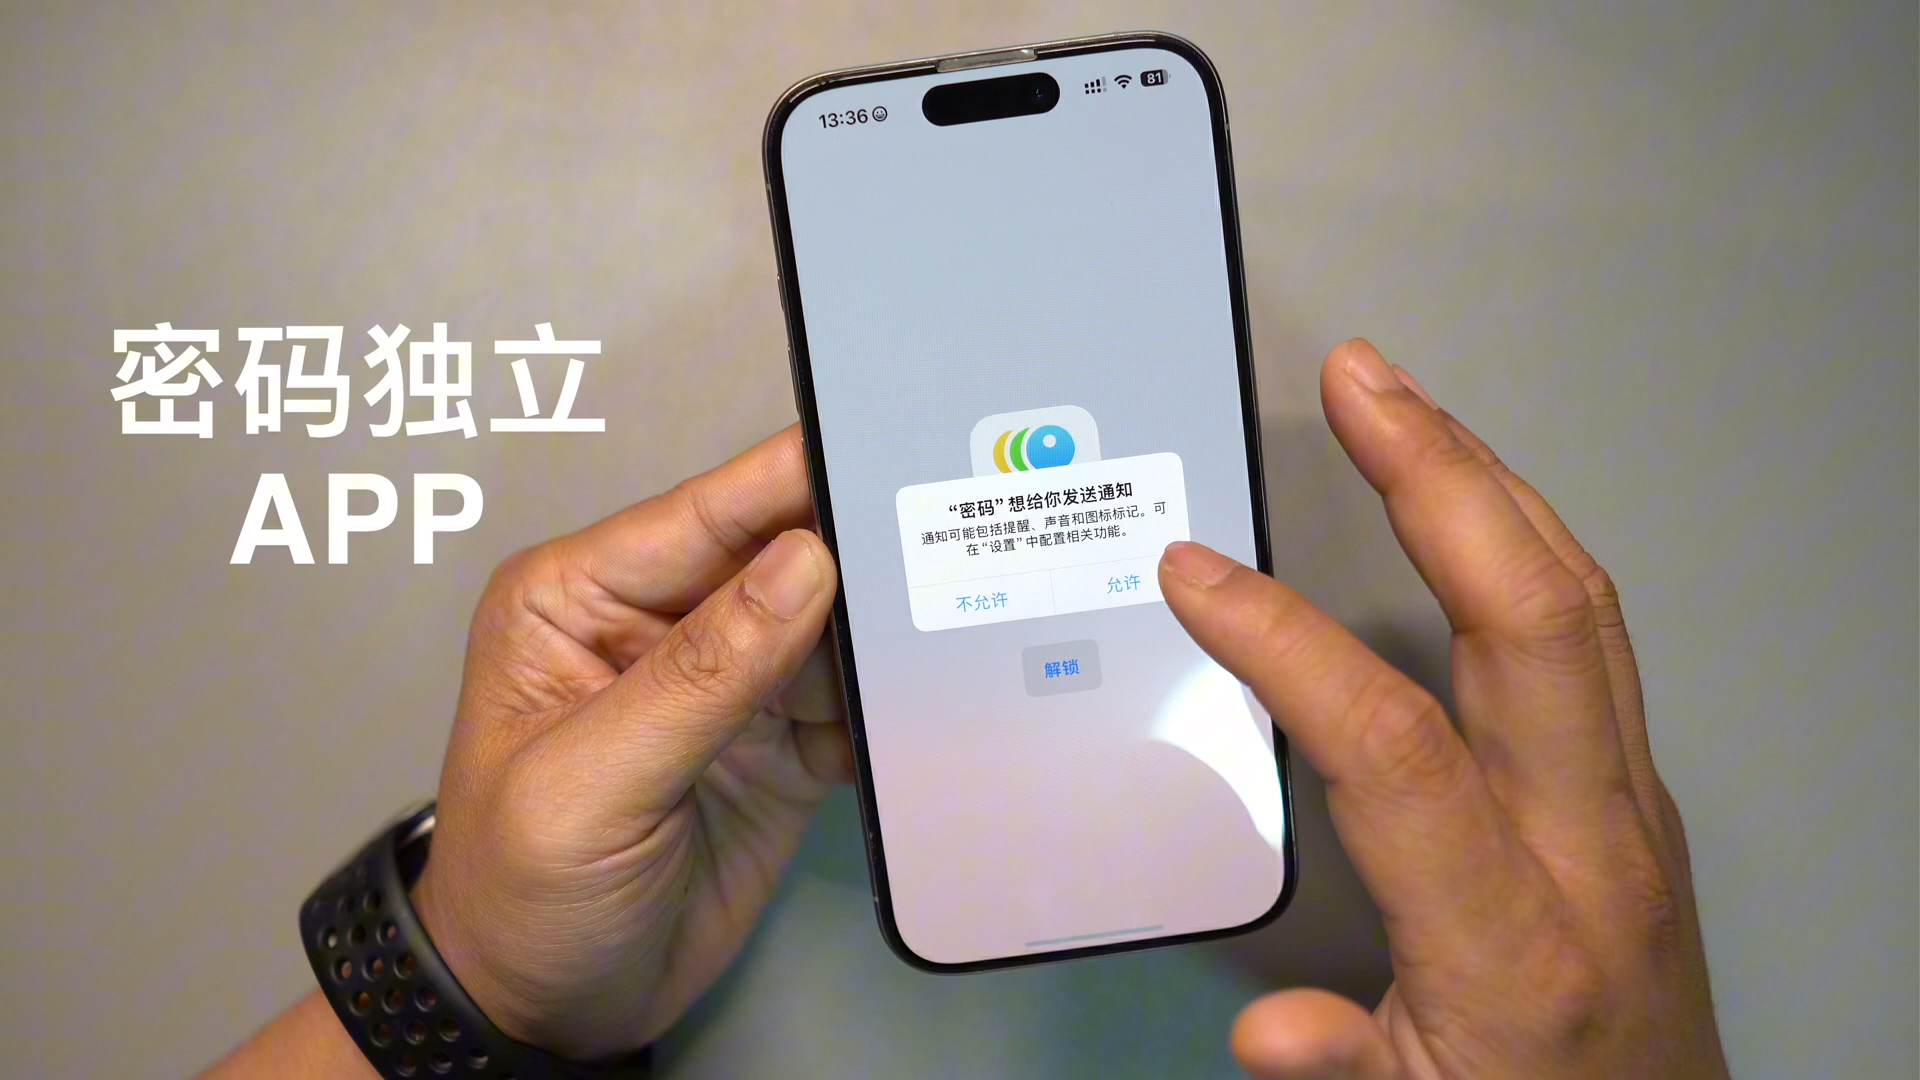 密码独立
APP
13:36
81
“密码”想给你发送通知
通知可能包括提醒、声音和图标标记。可
在“设置”中配置相关功能。
不允许
允许
解锁